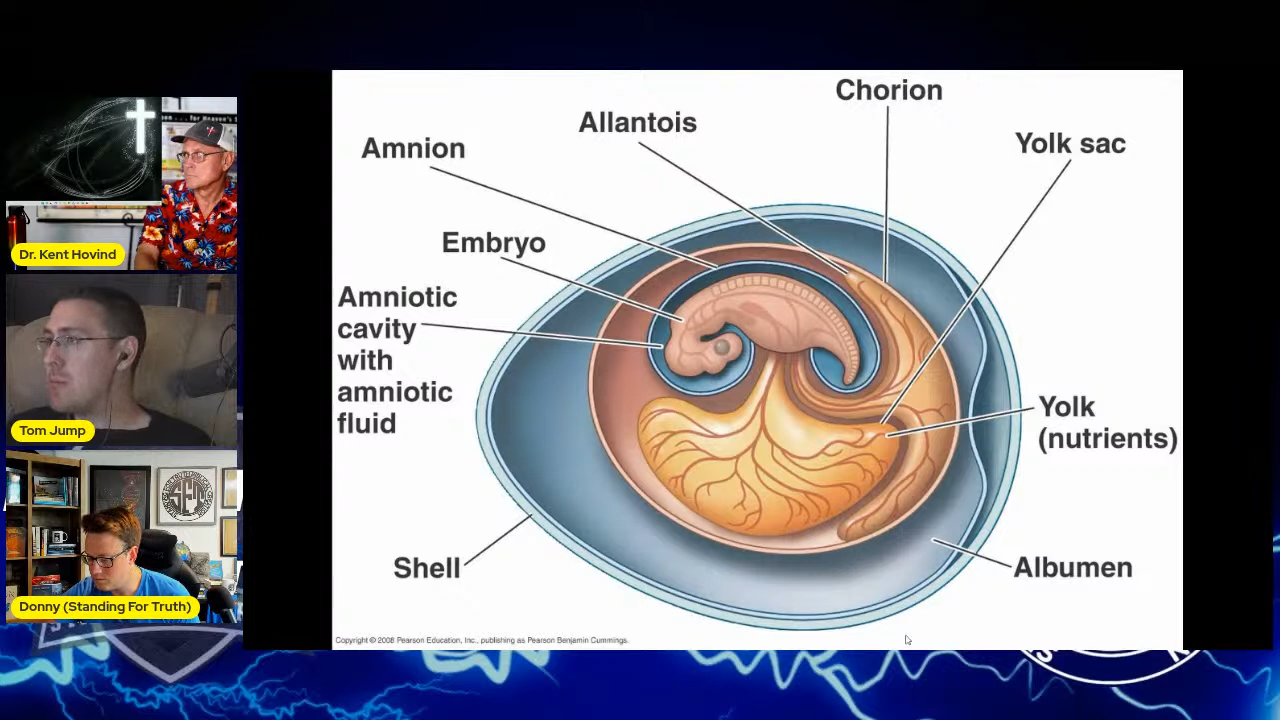 Dr. Kent Hovind
Tom Jump
Donny (Standing For Truth)
SFT
Chorion
Allantois
Yolk sac
Amnion
Embryo
Amniotic
cavity
with
amniotic
fluid
Yolk
(nutrients)
Shell
Albumen
Copyright © 2008 Pearson Education, Inc., publishing as Pearson Benjamin Cummings.